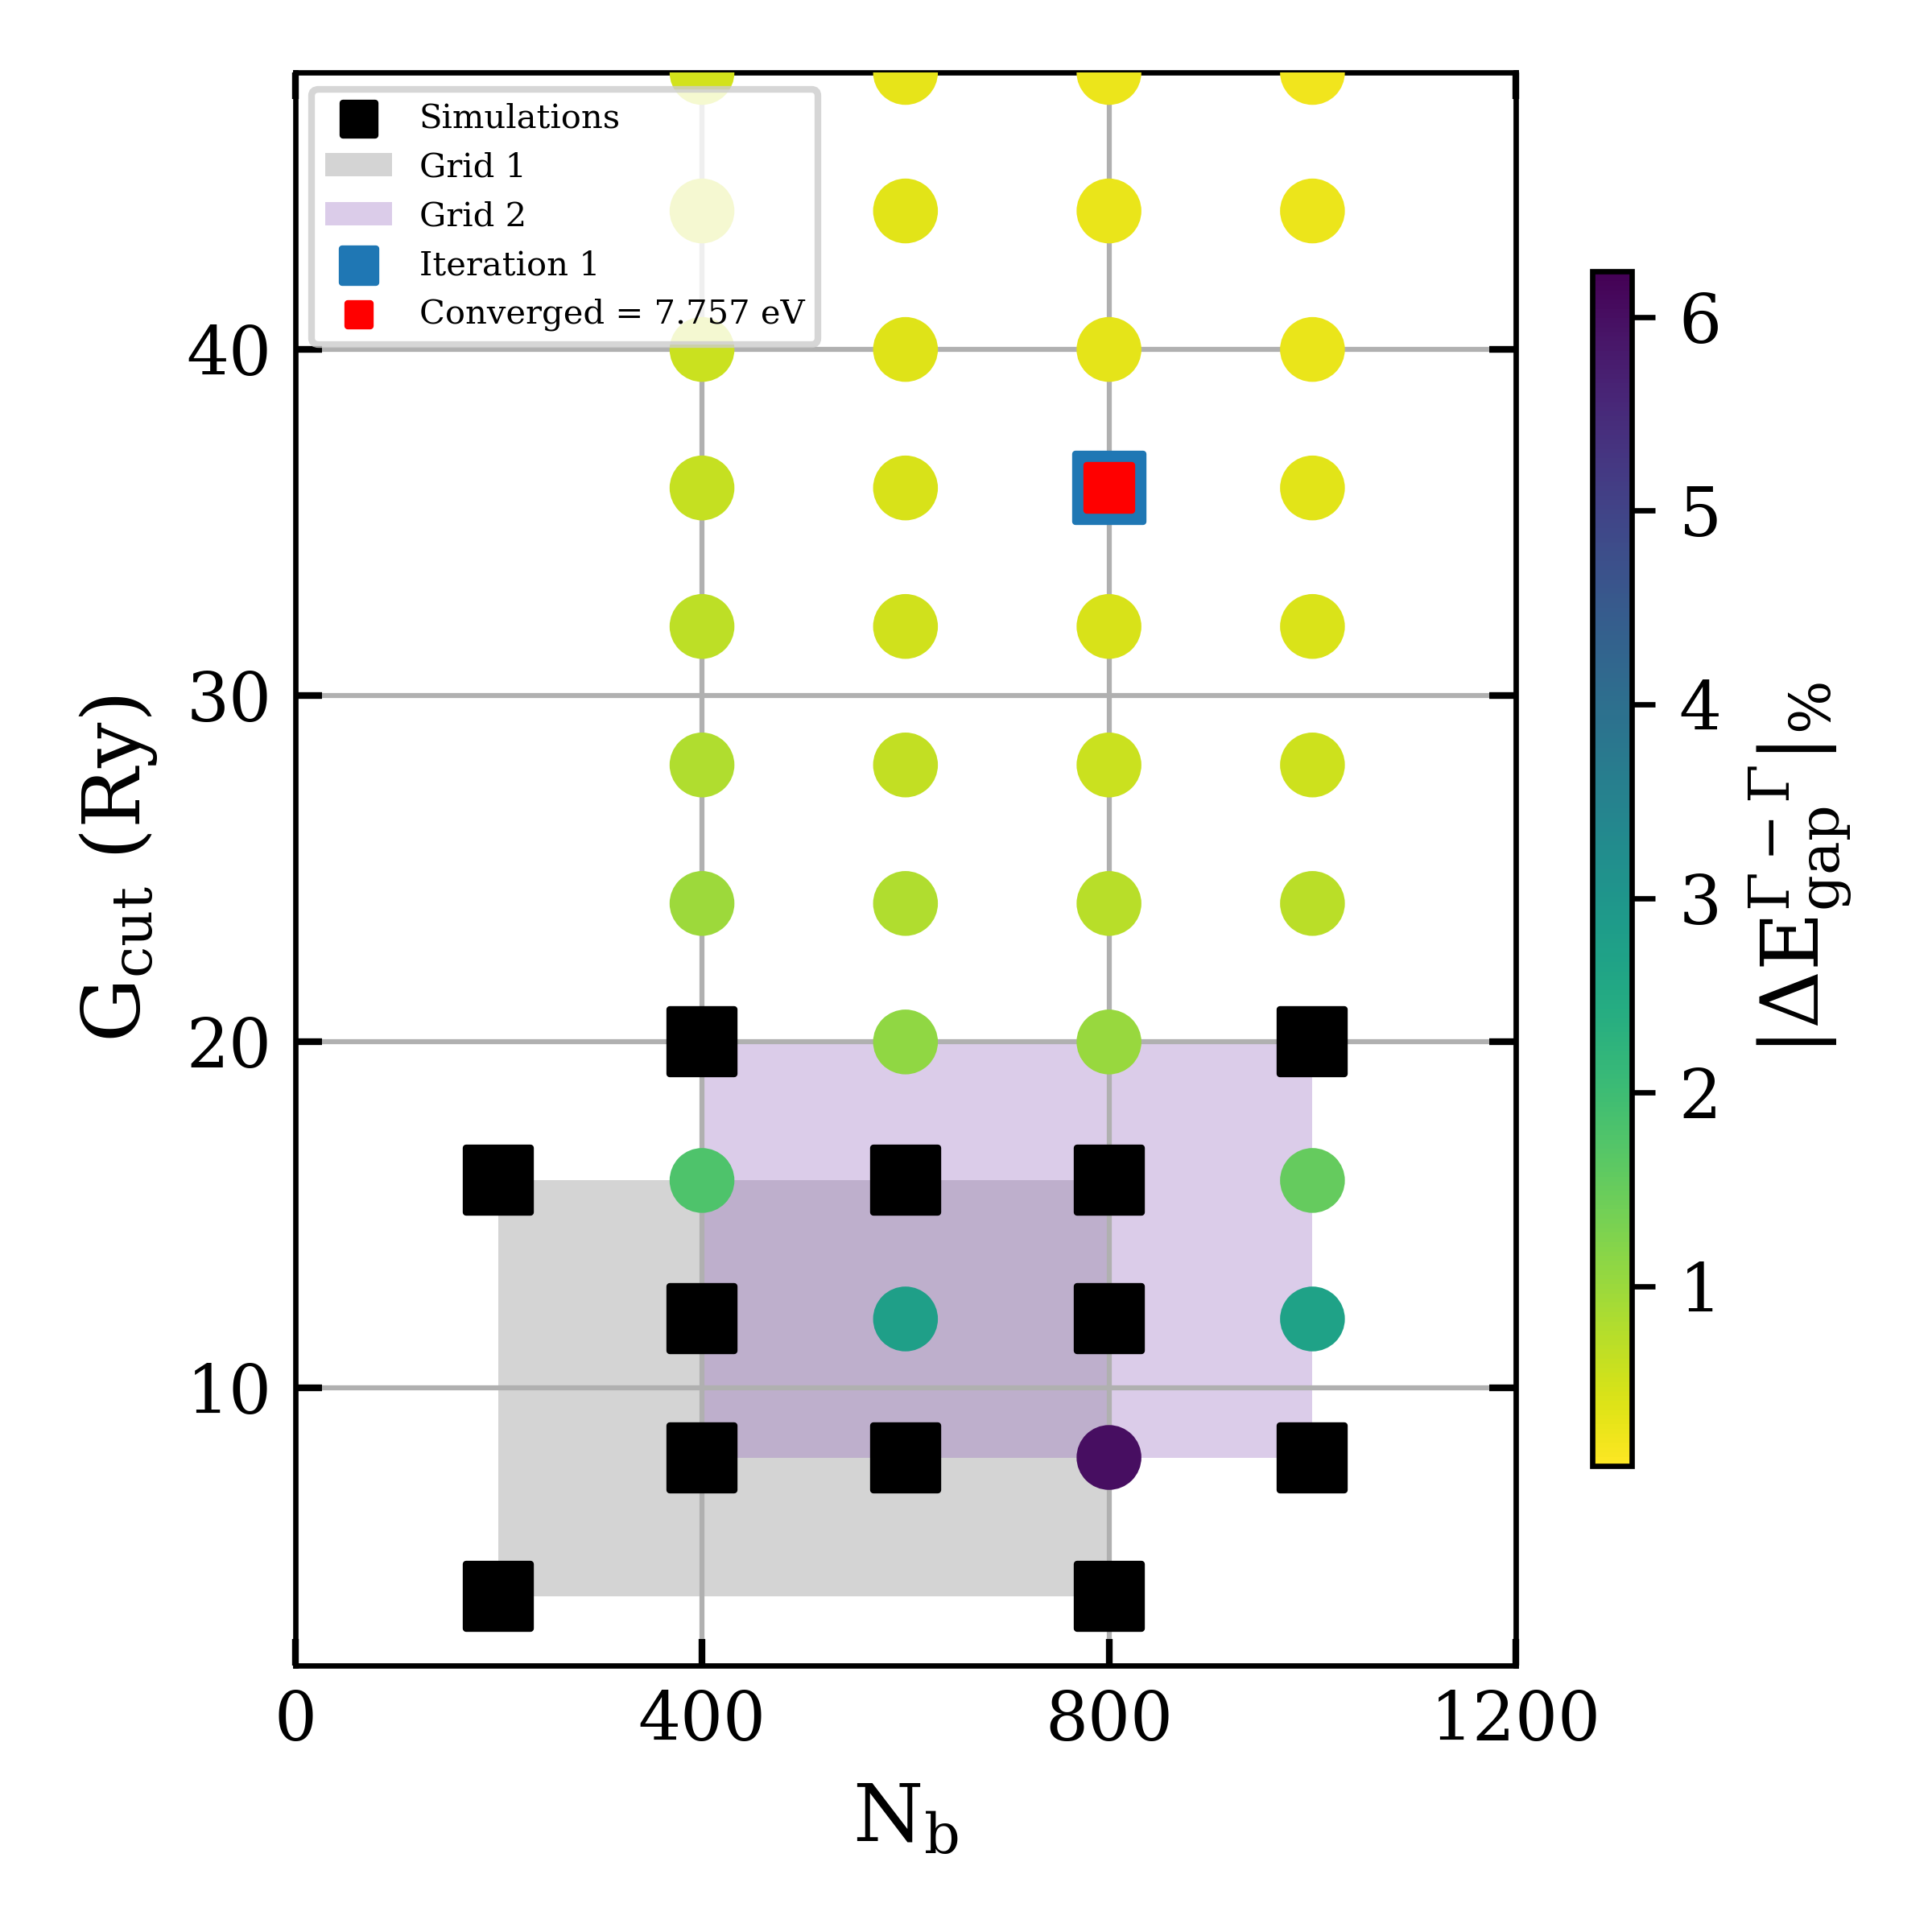 Simulations
Grid 1
Grid 2
Iteration 1
Converged = 7.757 eV
40
30
20
10
G_cut (Ry)
0 400 800 1200
N_b
6
5
4
3
2
1
|ΔE_gap^Γ−Γ|%